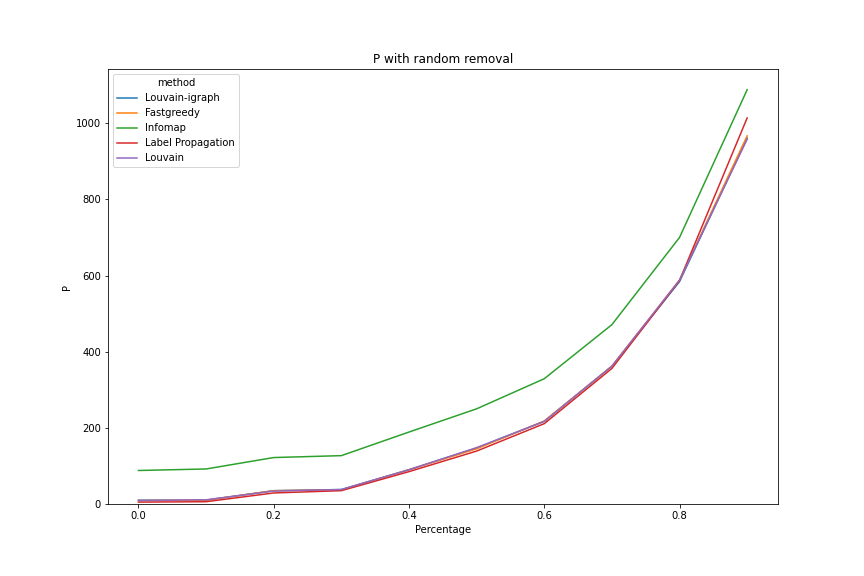 P with random removal
method
Louvain-igraph
Fastgreedy
Infomap
Label Propagation
Louvain
1000
800
600
400
200
0
P
0.0 0.2 0.4 0.6 0.8
Percentage